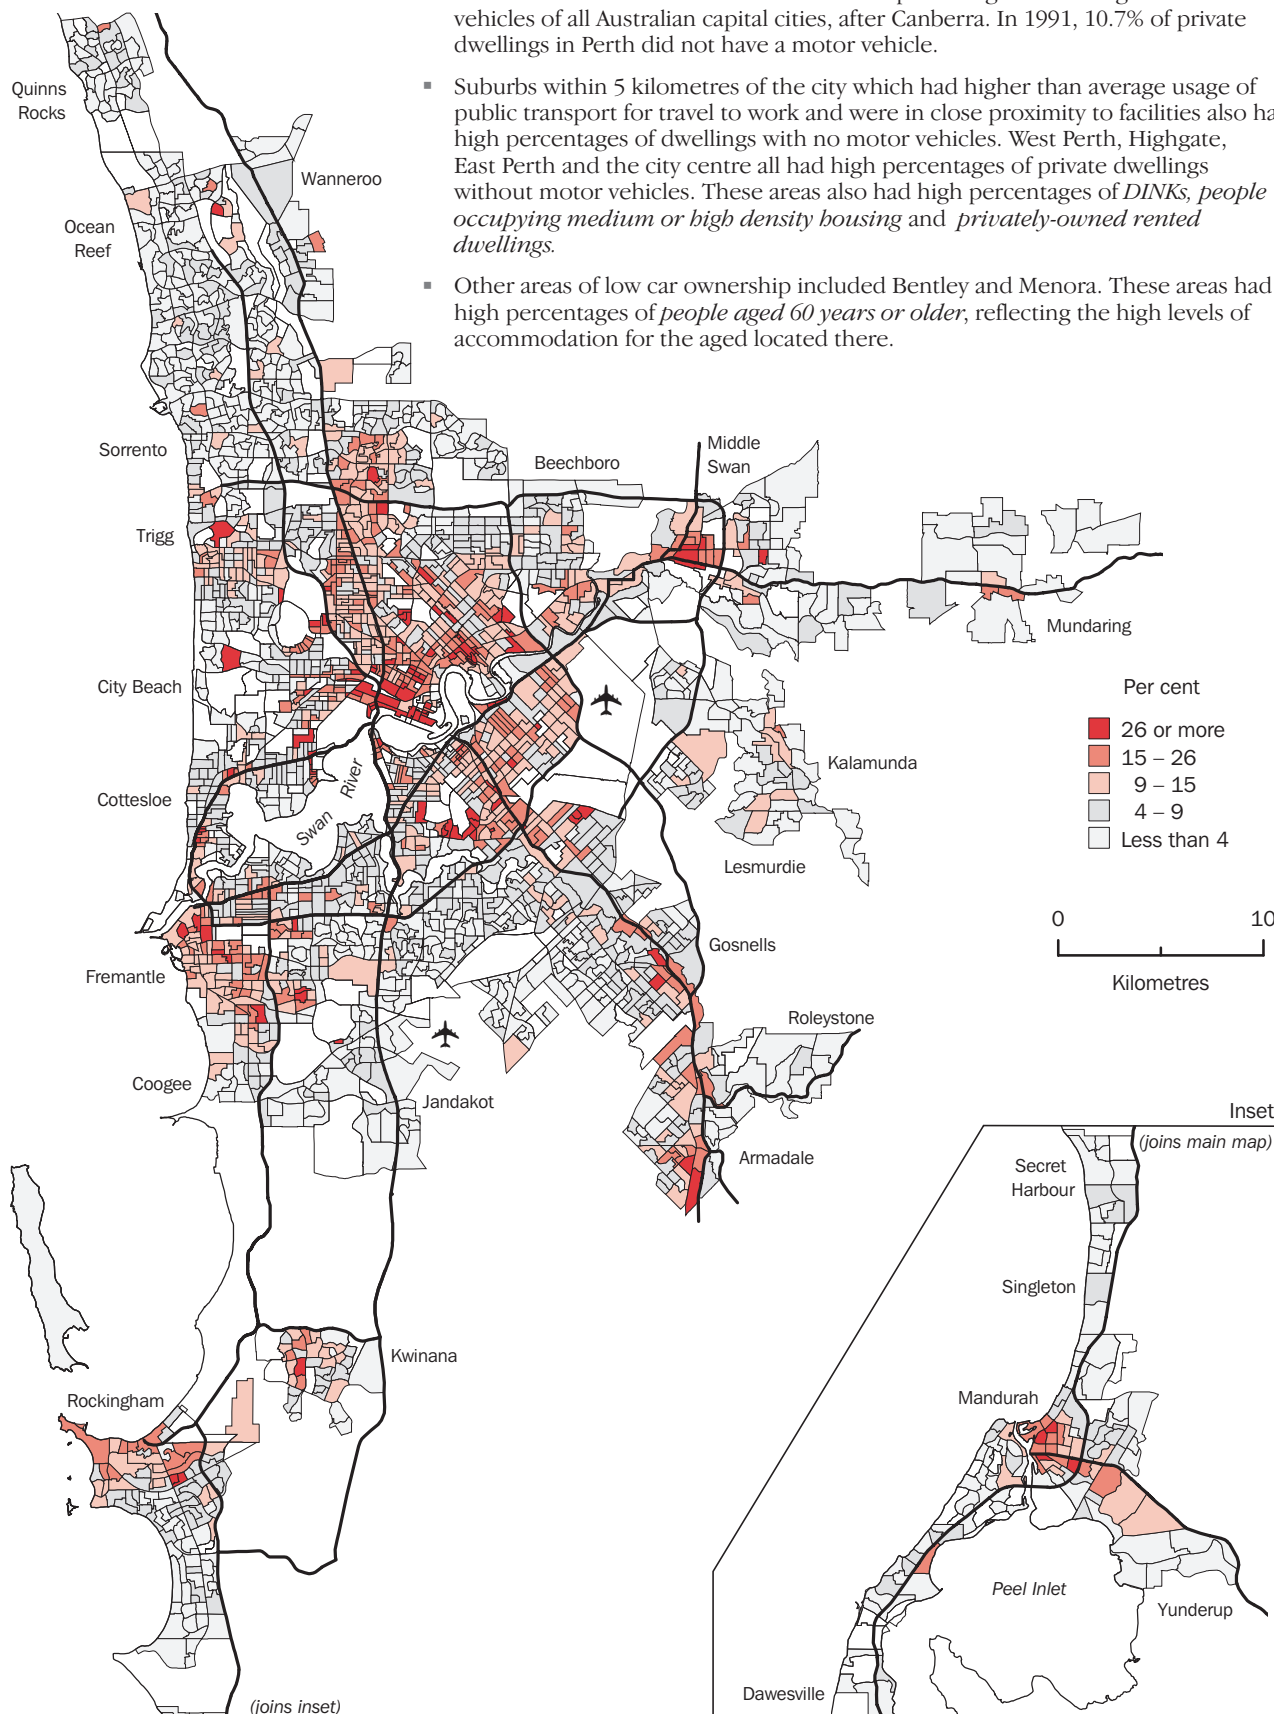 vehicles of all Australian capital cities, after Canberra. In 1991, 10.7% of private
dwellings in Perth did not have a motor vehicle.
▪ Suburbs within 5 kilometres of the city which had higher than average usage of
public transport for travel to work and were in close proximity to facilities also ha
high percentages of dwellings with no motor vehicles. West Perth, Highgate,
East Perth and the city centre all had high percentages of private dwellings
without motor vehicles. These areas also had high percentages of DINKs, people
occupying medium or high density housing and privately-owned rented
dwellings.
▪ Other areas of low car ownership included Bentley and Menora. These areas had
high percentages of people aged 60 years or older, reflecting the high levels of
accommodation for the aged located there.
Quinns
Rocks
Wanneroo
Ocean
Reef
Sorrento
Beechboro
Middle
Swan
Trigg
Mundaring
City Beach
Per cent
26 or more
15 – 26
9 – 15
4 – 9
Less than 4
Kalamunda
Cottesloe
Swan River
Lesmurdie
0 10
Kilometres
Gosnells
Fremantle
Roleystone
Coogee
Jandakot
Armadale
Inset
(joins main map)
Secret
Harbour
Singleton
Kwinana
Rockingham
Mandurah
Peel Inlet
Yunderup
Dawesville
(joins inset)